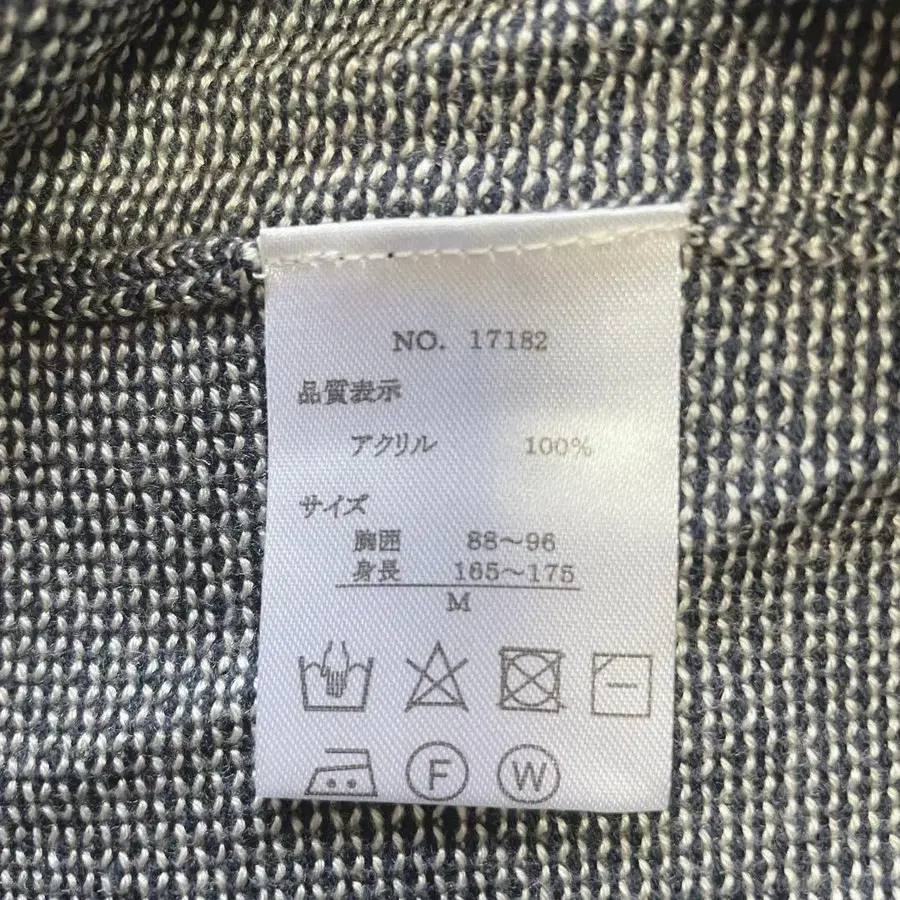 NO. 17182
品質表示
アクリル 100%
サイズ
胸囲 88～96
身長 165～175
M
F W